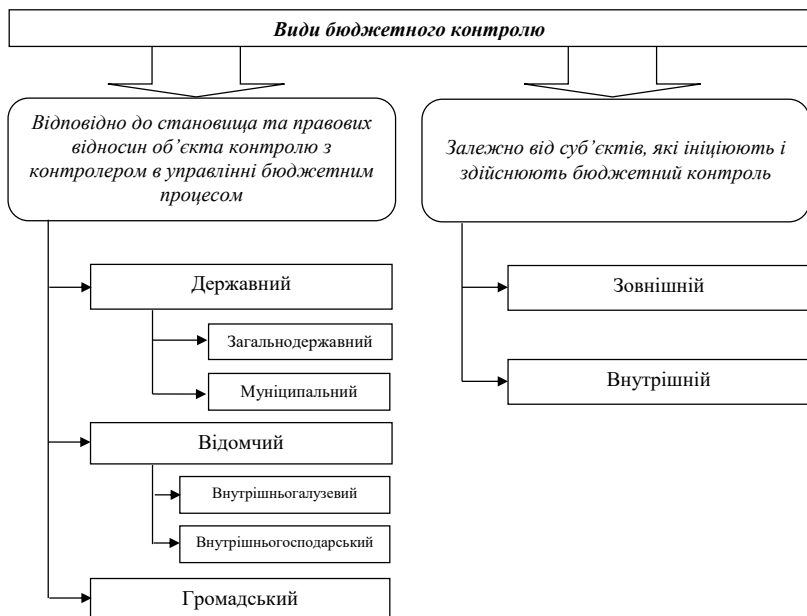 Види бюджетного контролю
Відповідно до становища та правових
відносин об’єкта контролю з
контролером в управлінні бюджетним
процесом
Залежно від суб’єктів, які ініціюють і
здійснюють бюджетний контроль
Державний
Загальнодержавний
Муніципальний
Відомчий
Внутрішньогалузевий
Внутрішньогосподарський
Громадський
Зовнішній
Внутрішній